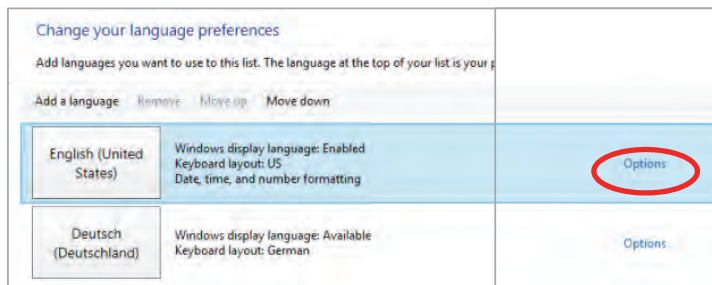 Change your language preferences
Add languages you want to use to this list. The language at the top of your list is your
Add a language Remove Move up Move down
English (United
States)
Windows display language: Enabled
Keyboard layout: US
Date, time, and number formatting
Options
Deutsch
(Deutschland)
Windows display language: Available
Keyboard layout: German
Options